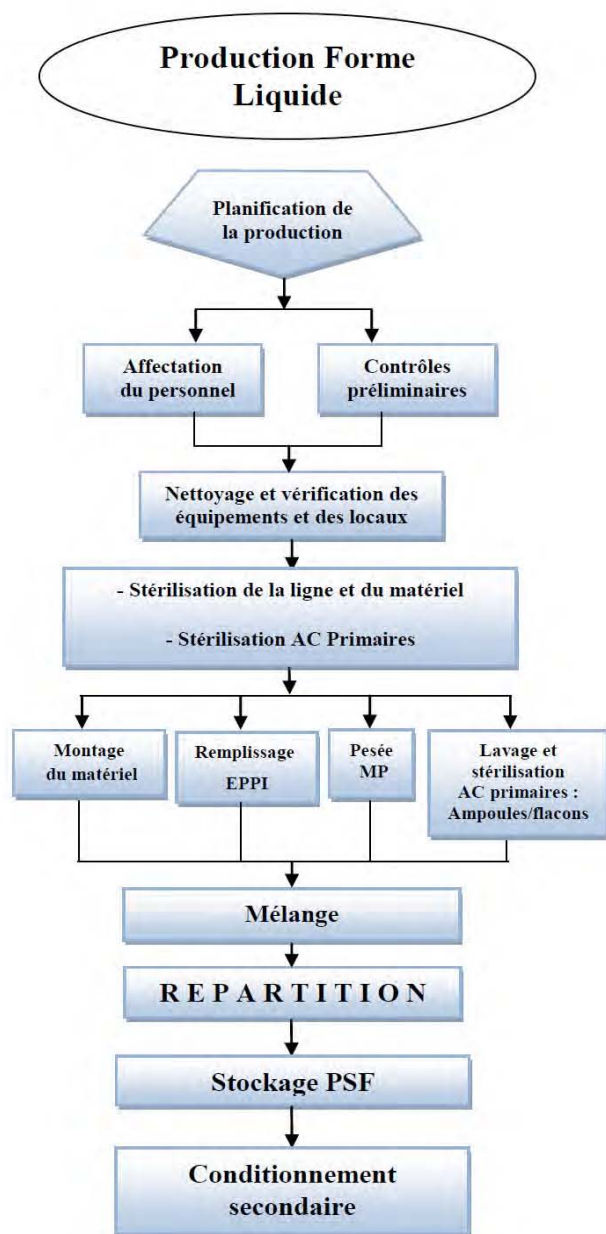 Production Forme
Liquide
Planification de
la production
Affectation
du personnel
Contrôles
préliminaires
Nettoyage et vérification des
équipements et des locaux
- Stérilisation de la ligne et du matériel
- Stérilisation AC Primaires
Montage
du matériel
Remplissage
EPPI
Pesée
MP
Lavage et
stérilisation
AC primaires :
Ampoules/flacons
Mélange
R E P A R T I T I O N
Stockage PSF
Conditionnement
secondaire